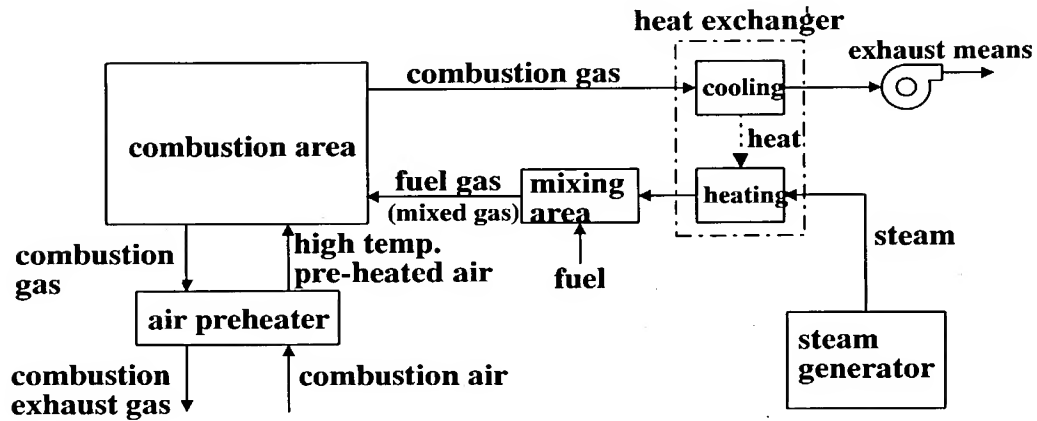 heat exchanger
exhaust means
combustion gas
cooling
combustion area
heat
fuel gas
(mixed gas)
mixing
area
heating
steam
combustion
gas
high temp.
pre-heated air
fuel
air preheater
steam
generator
combustion
exhaust gas
combustion air